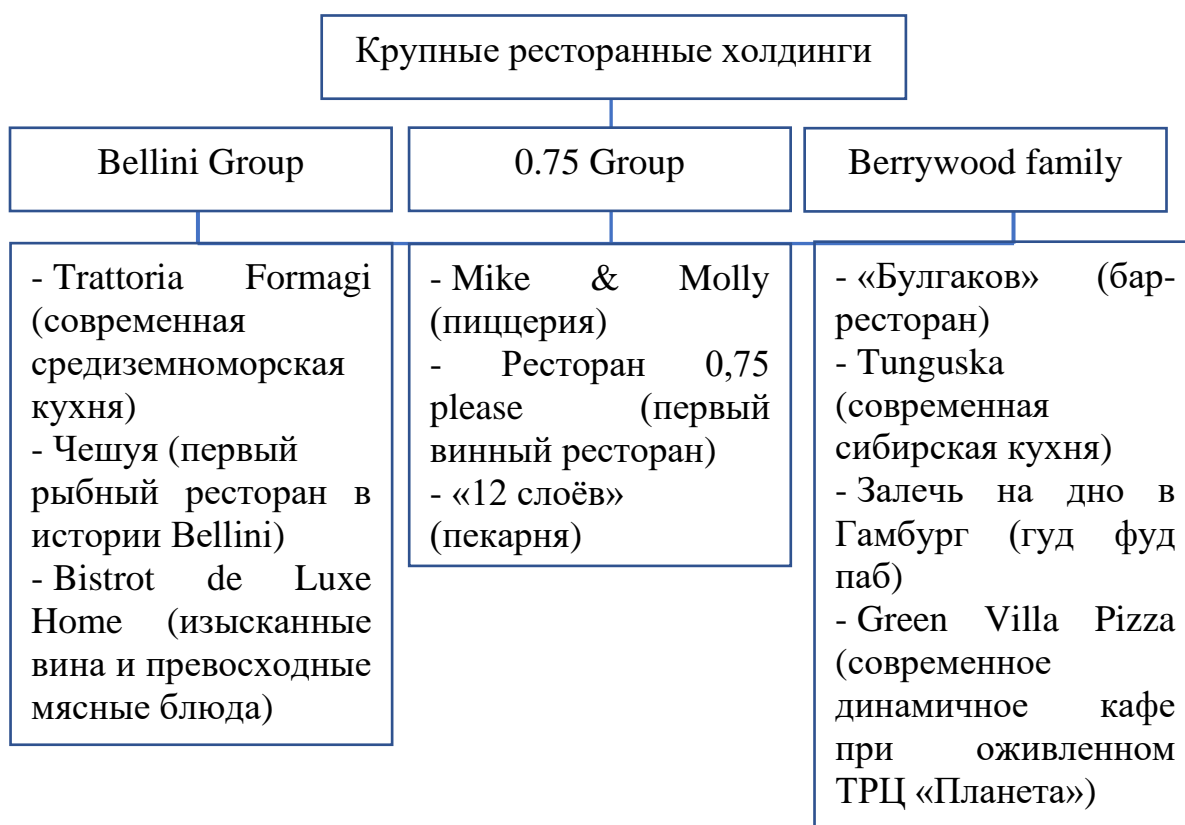 Крупные ресторанные холдинги
Bellini Group
0.75 Group
Berrywood family
- Trattoria Formagi
(современная
средиземноморская
кухня)
- Чешуя (первый
рыбный ресторан в
истории Bellini)
- Bistrot de Luxe
Home (изысканные
вина и превосходные
мясные блюда)
- Mike & Molly
(пиццерия)
- Ресторан 0,75
please (первый
винный ресторан)
- «12 слоёв»
(пекарня)
- «Булгаков» (бар-
ресторан)
- Tunguska
(современная
сибирская кухня)
- Залечь на дно в
Гамбург (гуд фуд
паб)
- Green Villa Pizza
(современное
динамичное кафе
при оживленном
ТРЦ «Планета»)